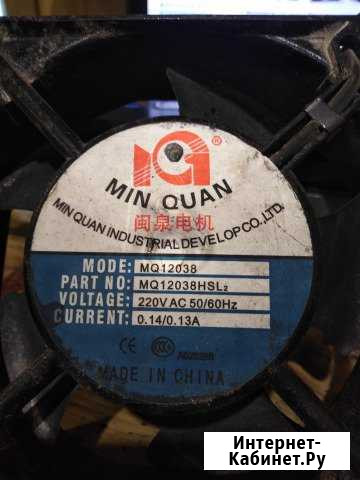 ®
MIN QUAN
MIN QUAN INDUSTRIAL DEVELOP CO.,LTD.
闽泉电机
MODE: MQ12038
PART NO: MQ12038HSL₂
VOLTAGE: 220V AC 50/60Hz
CURRENT: 0.14/0.13A
CE CCC
MADE IN CHINA
Интернет-
Кабинет.Ру